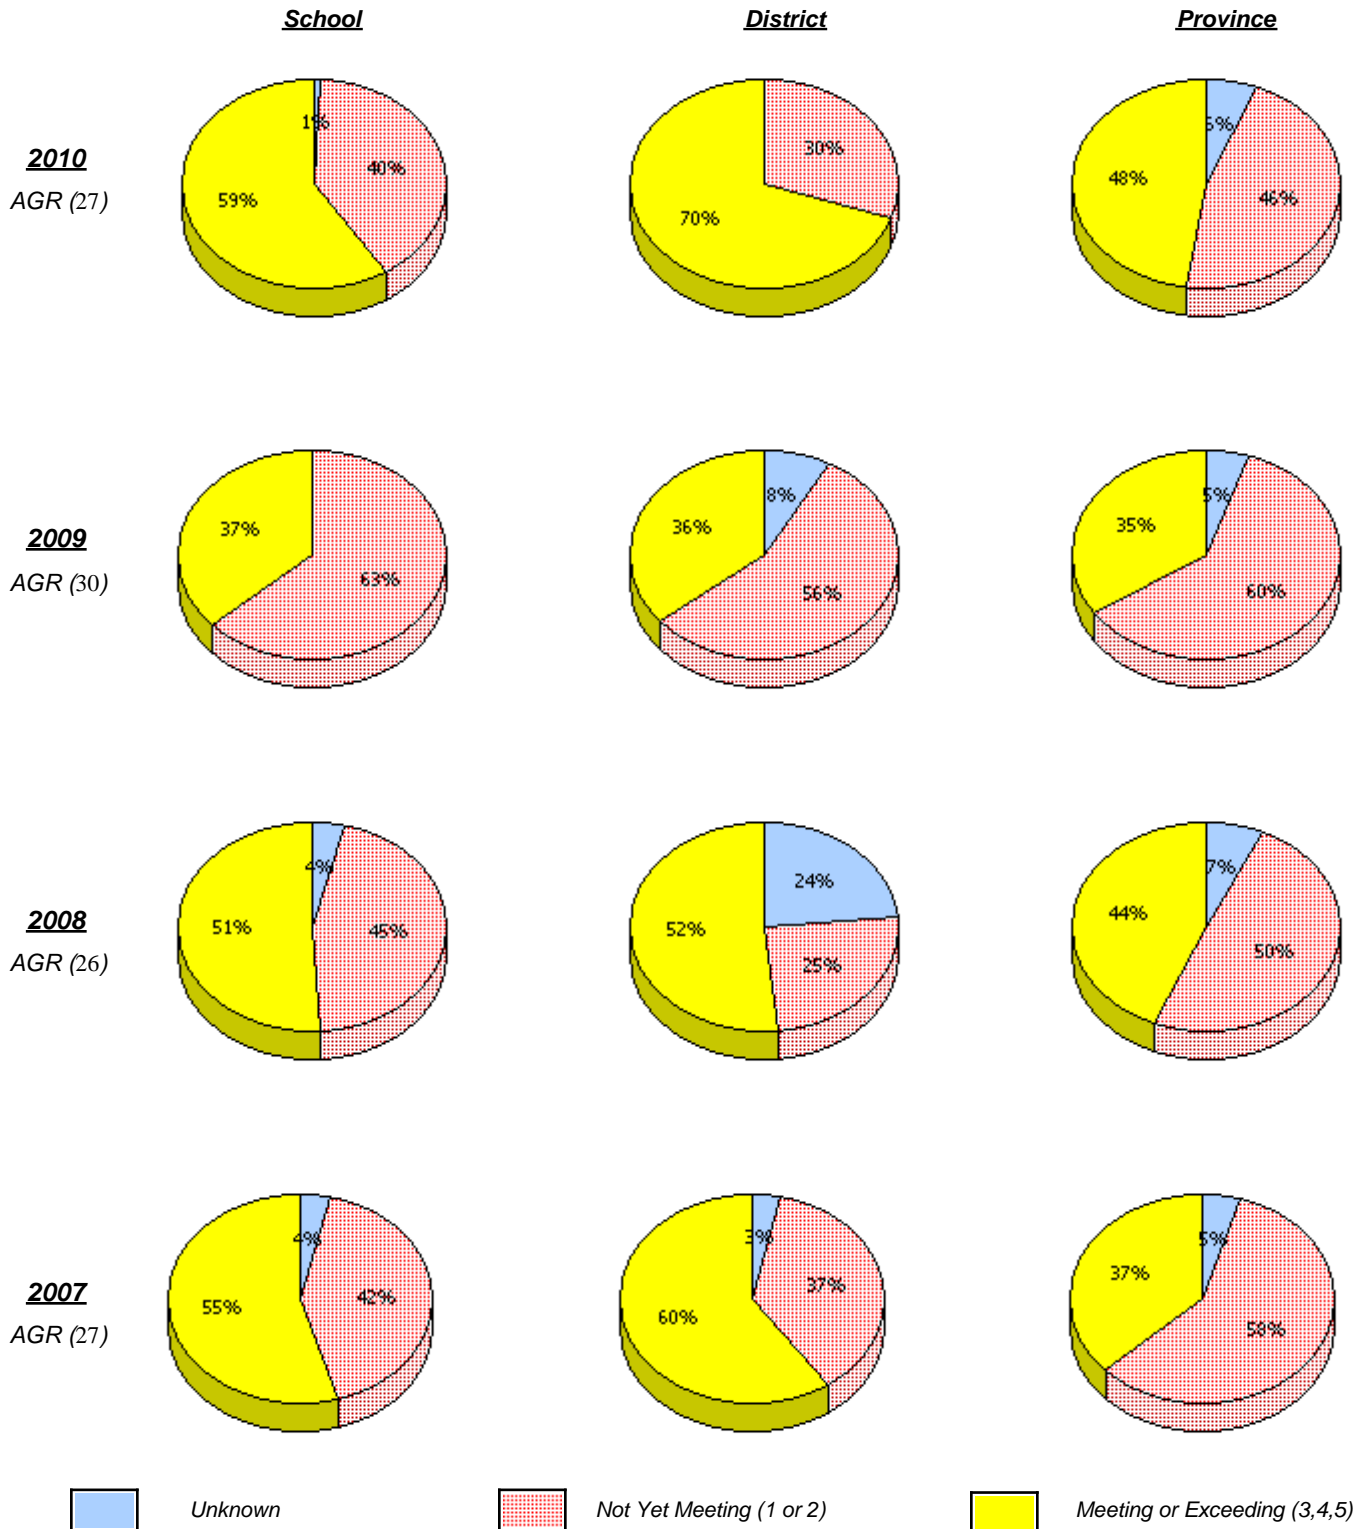 School District Province
1% 40% 59%
30% 70%
6% 46% 48%
2010
AGR (27)
37% 63%
8% 56% 36%
5% 60% 35%
2009
AGR (30)
4% 45% 51%
24% 25% 52%
7% 50% 44%
2008
AGR (26)
4% 42% 55%
3% 37% 60%
5% 58% 37%
2007
AGR (27)
Unknown Not Yet Meeting (1 or 2) Meeting or Exceeding (3,4,5)